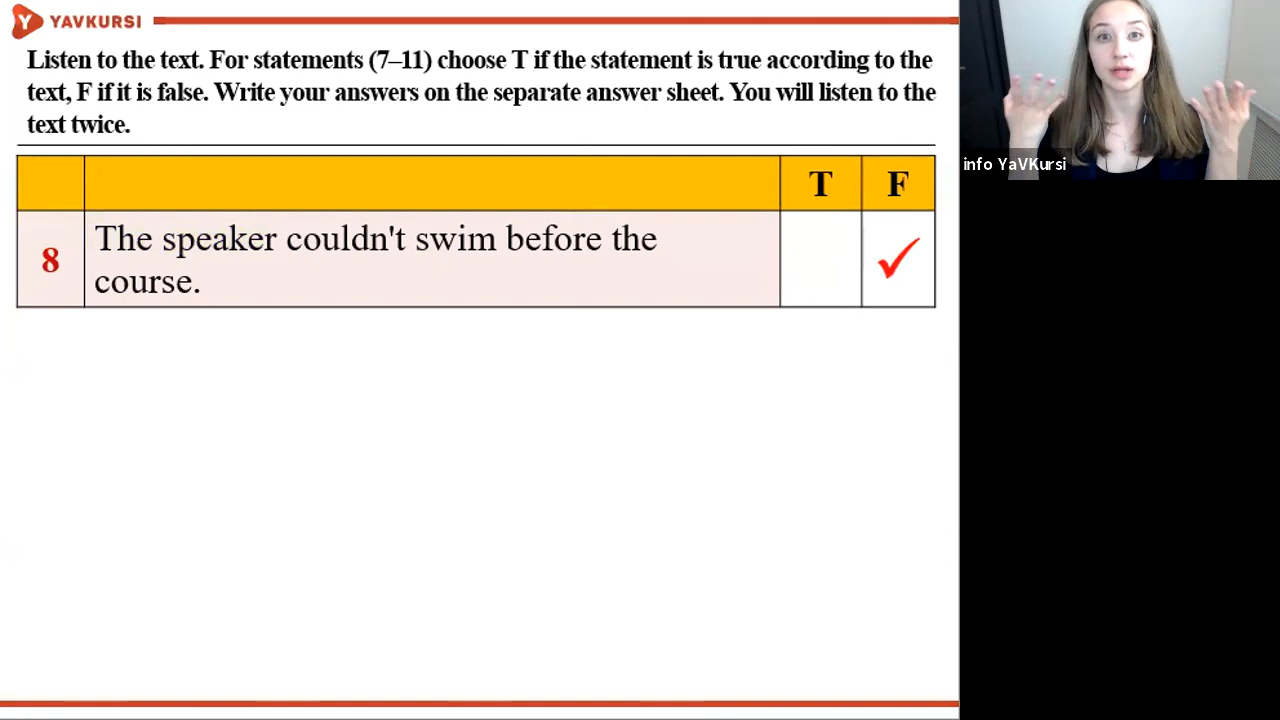 YAVKURSI
Listen to the text. For statements (7–11) choose T if the statement is true according to the
text, F if it is false. Write your answers on the separate answer sheet. You will listen to the
text twice.
T F
8 The speaker couldn't swim before the
course.
info YaVKursi